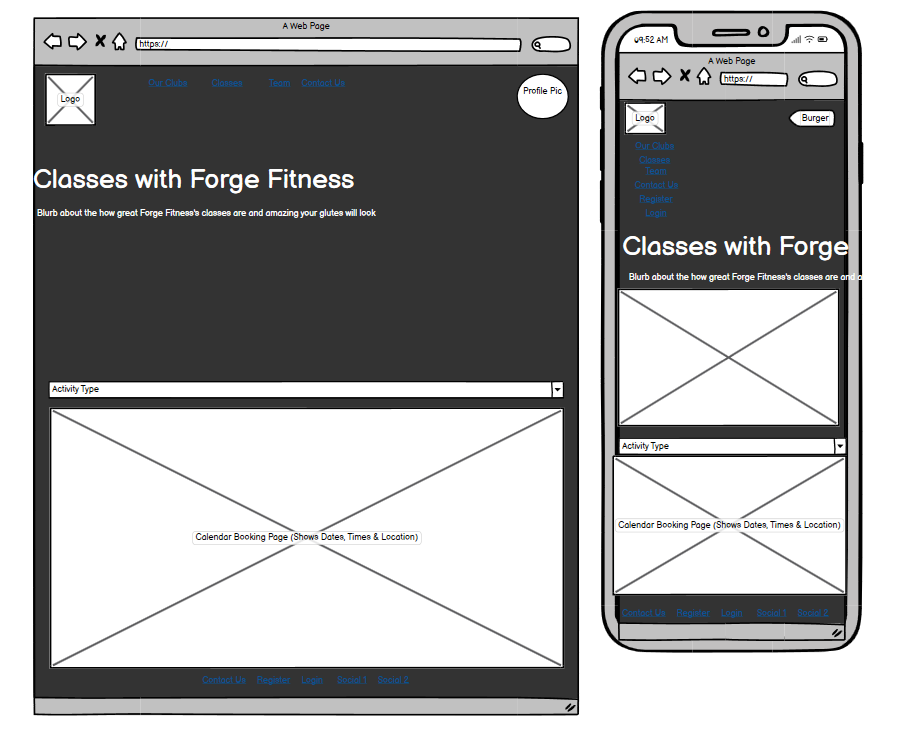 A Web Page
https://
Logo
Our Clubs Classes Team Contact Us
Profile Pic
Classes with Forge Fitness
Blurb about the how great Forge Fitness's classes are and amazing your glutes will look
Activity Type
Calendar Booking Page (Shows Dates, Times & Location)
Contact Us Register Login Social 1 Social 2
09:52 AM
A Web Page
https://
Logo
Burger
Our Clubs
Classes
Team
Contact Us
Register
Login
Classes with Forge
Blurb about the how great Forge Fitness's classes are and a
Activity Type
Calendar Booking Page (Shows Dates, Times & Location)
Contact Us Register Login Social 1 Social 2